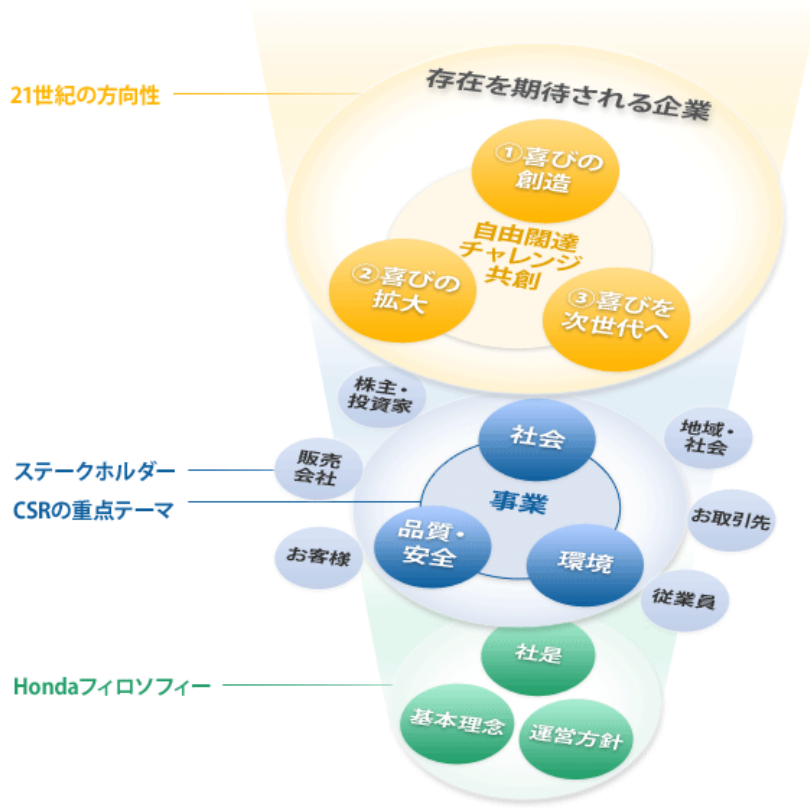 存在を期待される企業
21世紀の方向性
①喜びの
創造
自由闊達
チャレンジ
共創
②喜びの
拡大
③喜びを
次世代へ
株主・
投資家
社会
地域・
社会
販売
会社
ステークホルダー
CSRの重点テーマ
事業
お取引先
品質・
安全
環境
お客様
従業員
社是
Hondaフィロソフィー
基本理念
運営方針